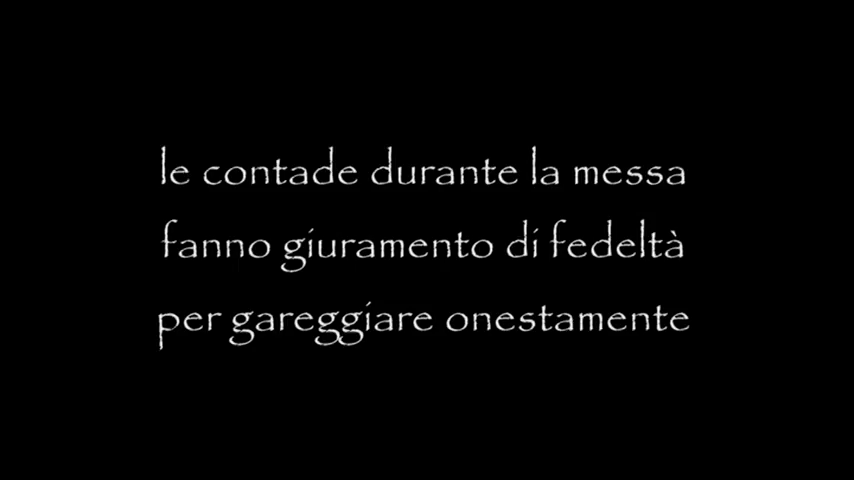 le contade durante la messa
fanno giuramento di fedeltà
per gareggiare onestamente